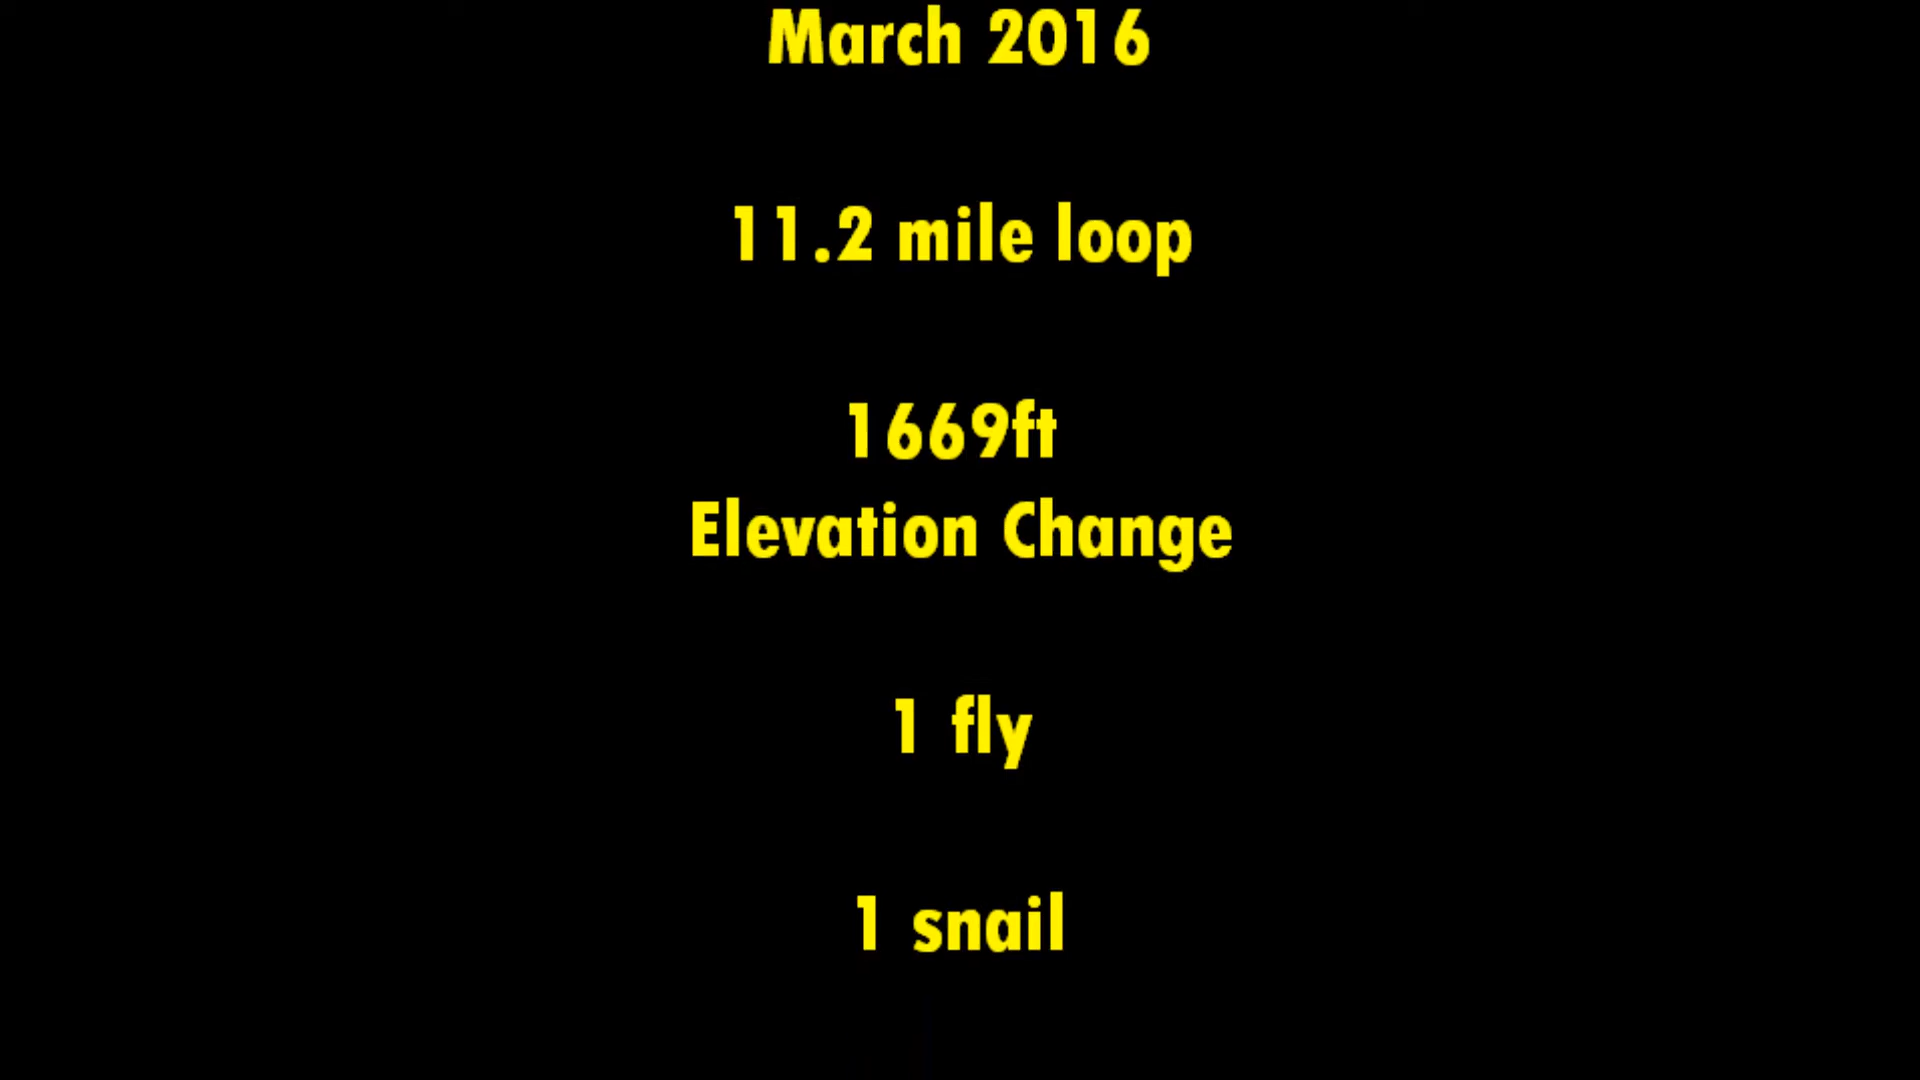 March 2016
11.2 mile loop
1669ft
Elevation Change
1 fly
1 snail